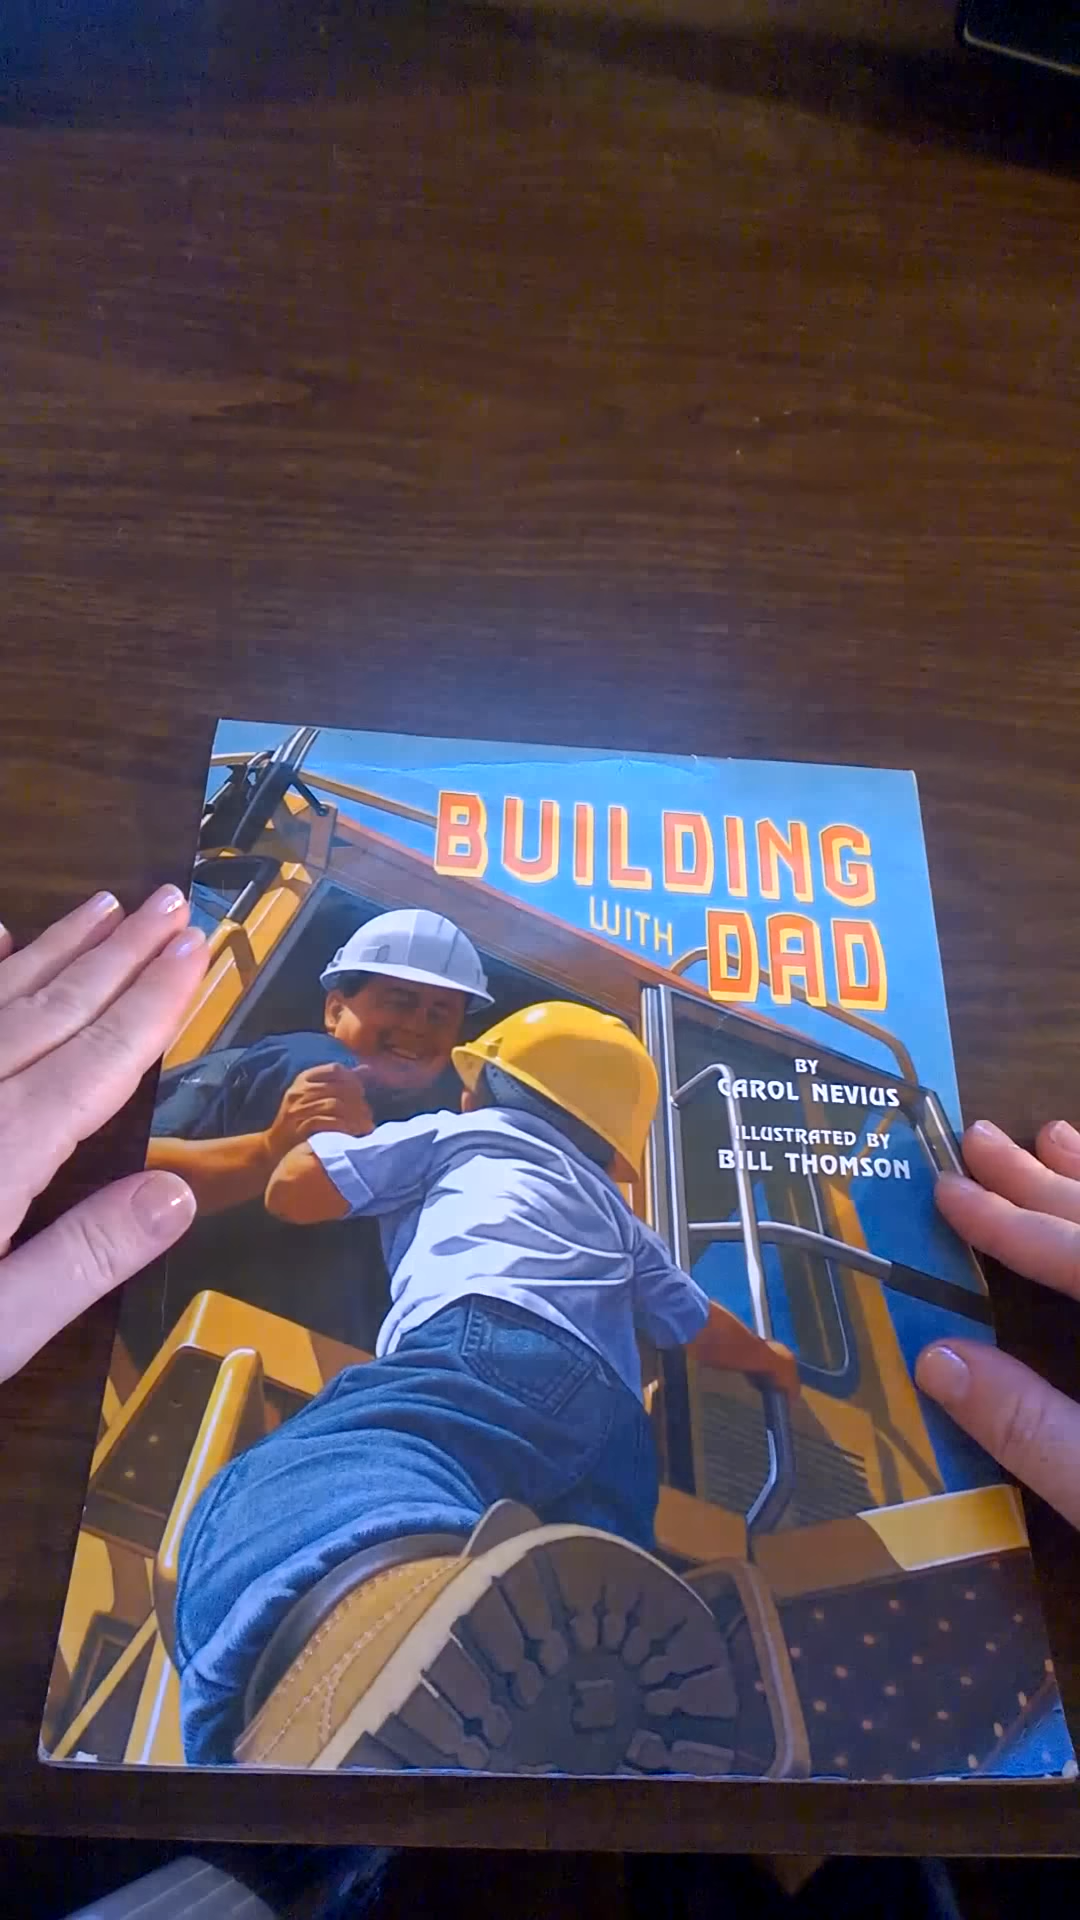 BUILDING
WITH DAD
BY
CAROL NEVIUS
ILLUSTRATED BY
BILL THOMSON